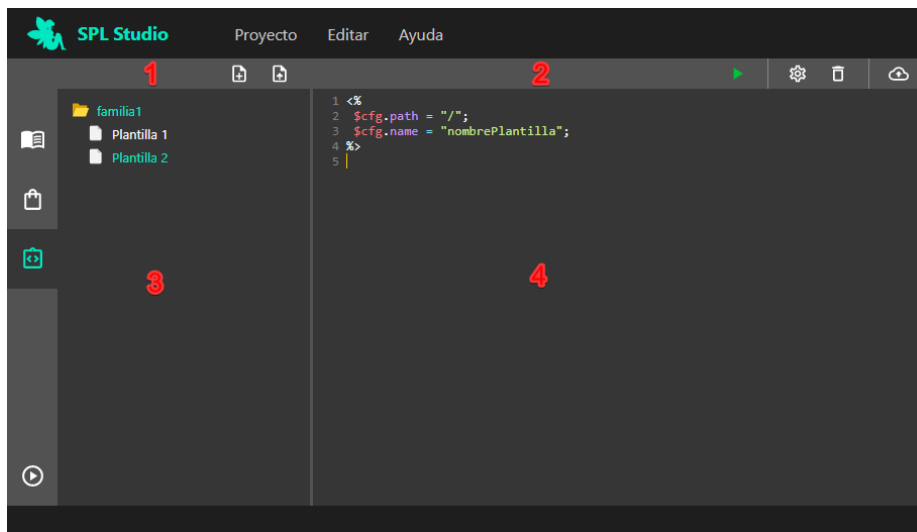 SPL Studio Proyecto Editar Ayuda
1 2
familia1
Plantilla 1
Plantilla 2
3
1 <%
2 $cfg.path = "/";
3 $cfg.name = "nombrePlantilla";
4 %>
5
4